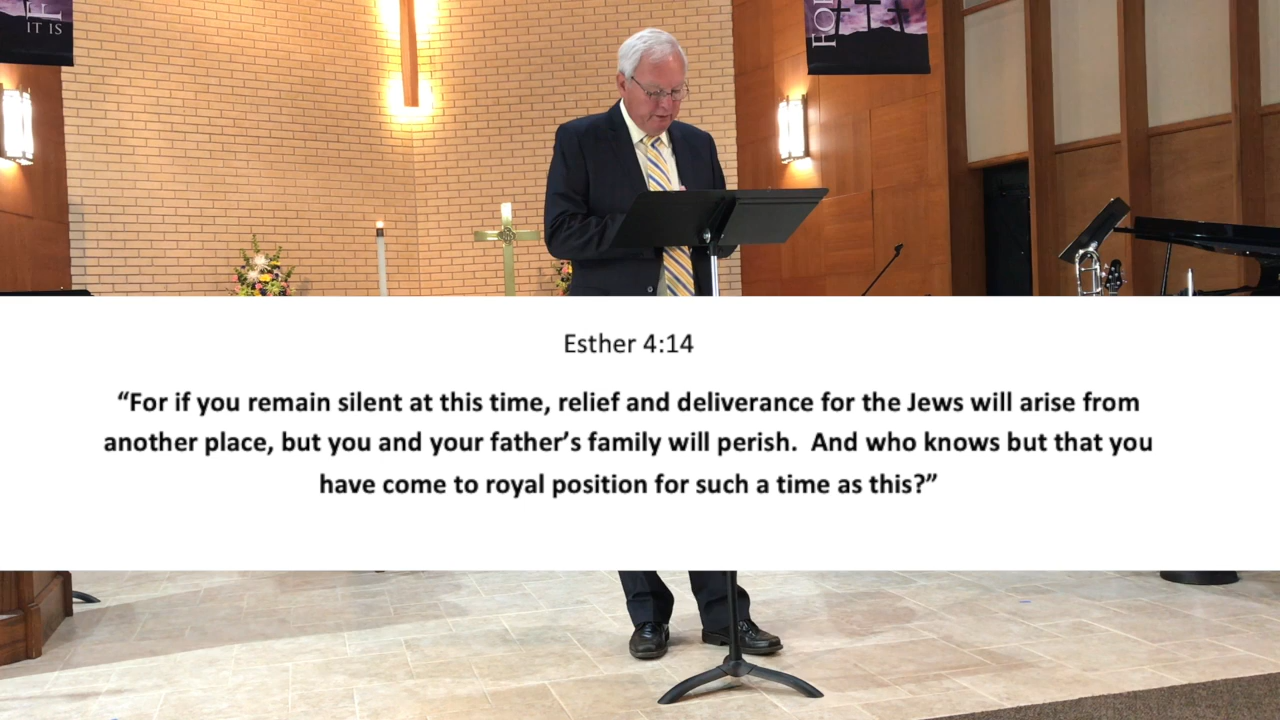 IT IS
FOR
Esther 4:14
“For if you remain silent at this time, relief and deliverance for the Jews will arise from
another place, but you and your father’s family will perish.  And who knows but that you
have come to royal position for such a time as this?”